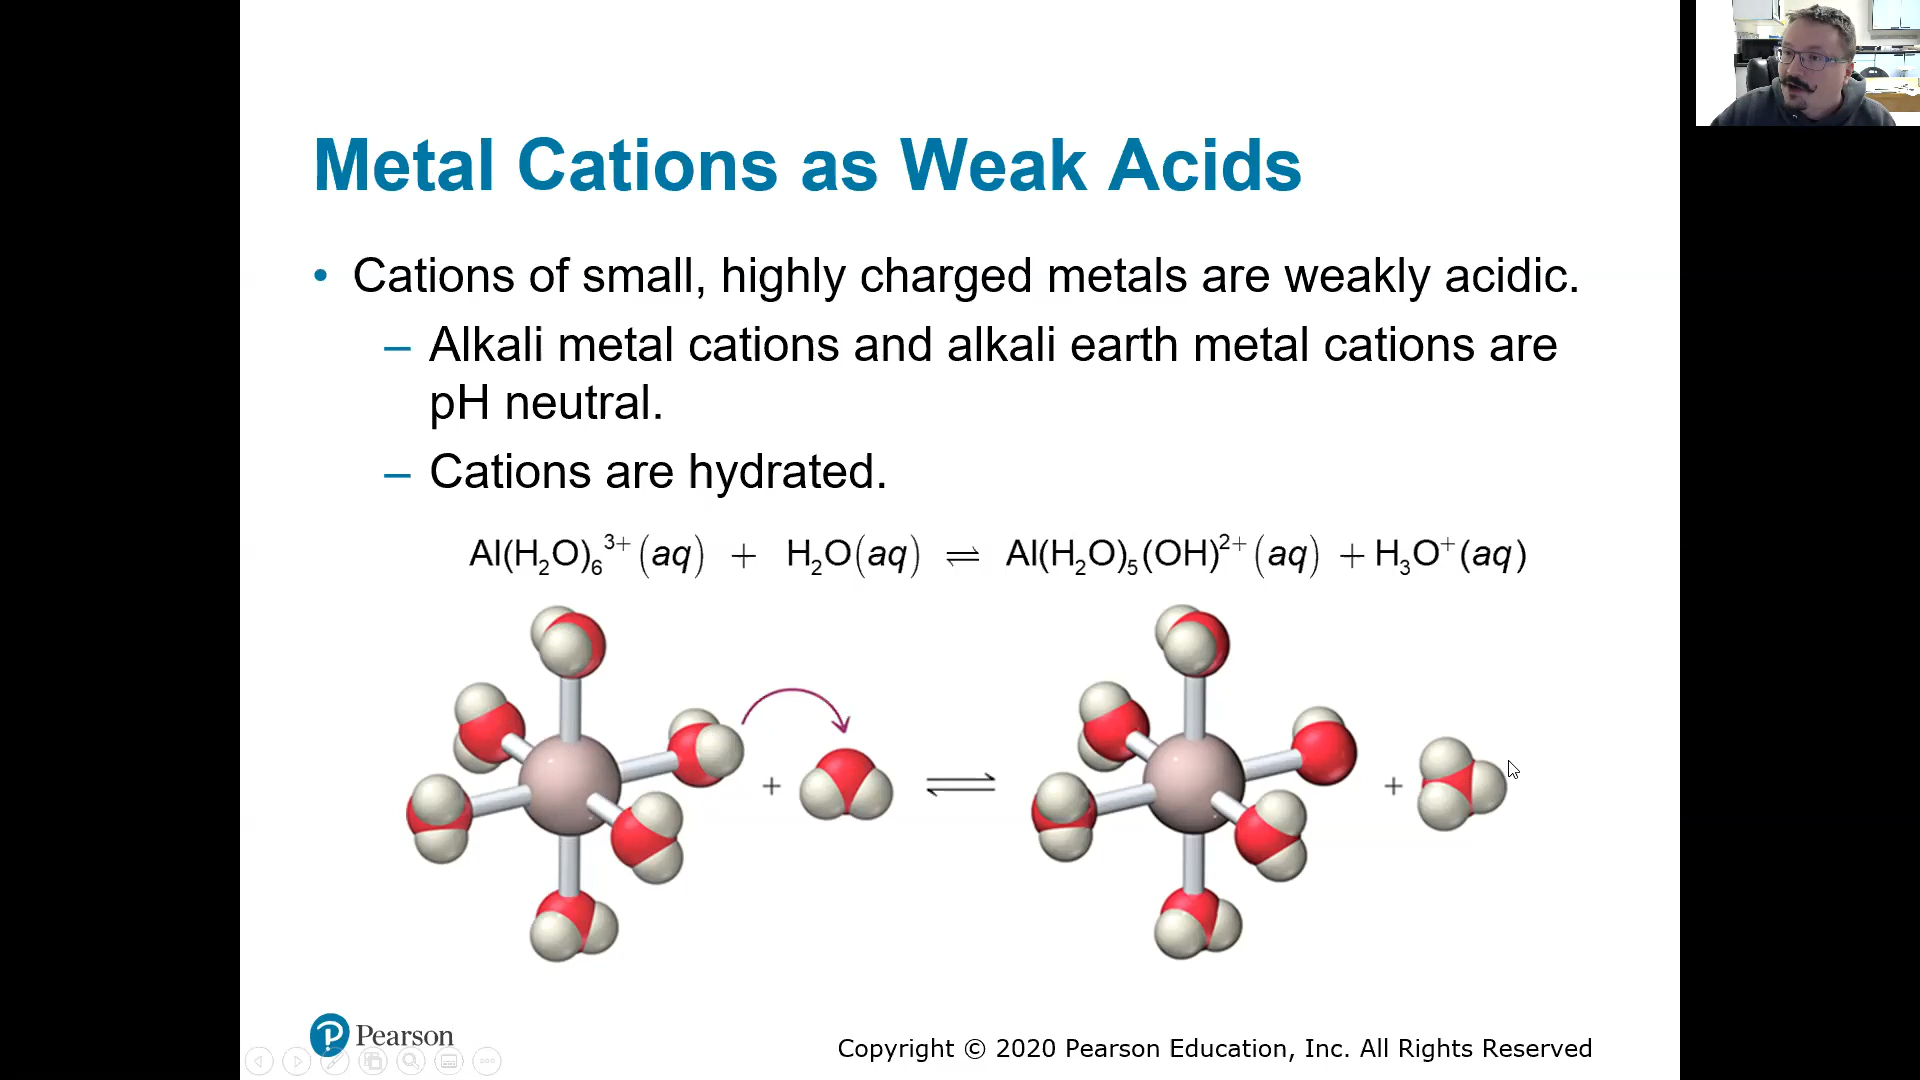 Metal Cations as Weak Acids
• Cations of small, highly charged metals are weakly acidic.
– Alkali metal cations and alkali earth metal cations are
pH neutral.
– Cations are hydrated.
Al(H₂O)₆³⁺(aq) + H₂O(aq) ⇌ Al(H₂O)₅(OH)²⁺(aq) + H₃O⁺(aq)
+ ⇌ +
P Pearson
Copyright © 2020 Pearson Education, Inc. All Rights Reserved